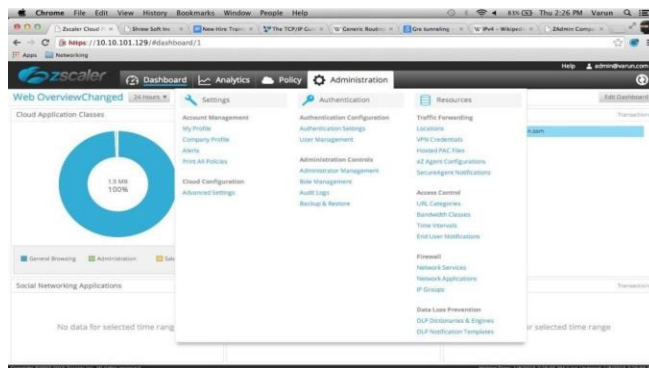 Chrome File Edit View History Bookmarks Window People Help
83% Thu 2:26 PM Varun
Zscaler Cloud
Shrew Soft
New Hire Train
The TCP/IP
Generic Routi
Gre tunneling
IPv4 - Wikiped
ZAdmin Comp
https://10.10.101.129/#dashboard/1
Apps Networking
Help admin@varun.com
zscaler Dashboard Analytics Policy Administration
Web OverviewChanged 24 Hours
Edit Dashboard
Cloud Application Classes
Transaction
1.3 MB
100%
General Browsing Administration
Social Networking Applications
Transaction
No data for selected time rang
Settings
Account Management
My Profile
Company Profile
Alerts
Print All Policies
Cloud Configuration
Advanced Settings
Authentication
Authentication Configuration
Authentication Settings
User Management
Administration Controls
Administrator Management
Role Management
Audit Logs
Backup & Restore
Resources
Traffic Forwarding
Locations
VPN Credentials
Hosted PAC Files
eZ Agent Configurations
SecureAgent Notifications
Access Control
URL Categories
Bandwidth Classes
Time Intervals
End User Notifications
Firewall
Network Services
Network Applications
IP Groups
Data Loss Prevention
DLP Dictionaries & Engines
DLP Notification Templates
n.com
or selected time range